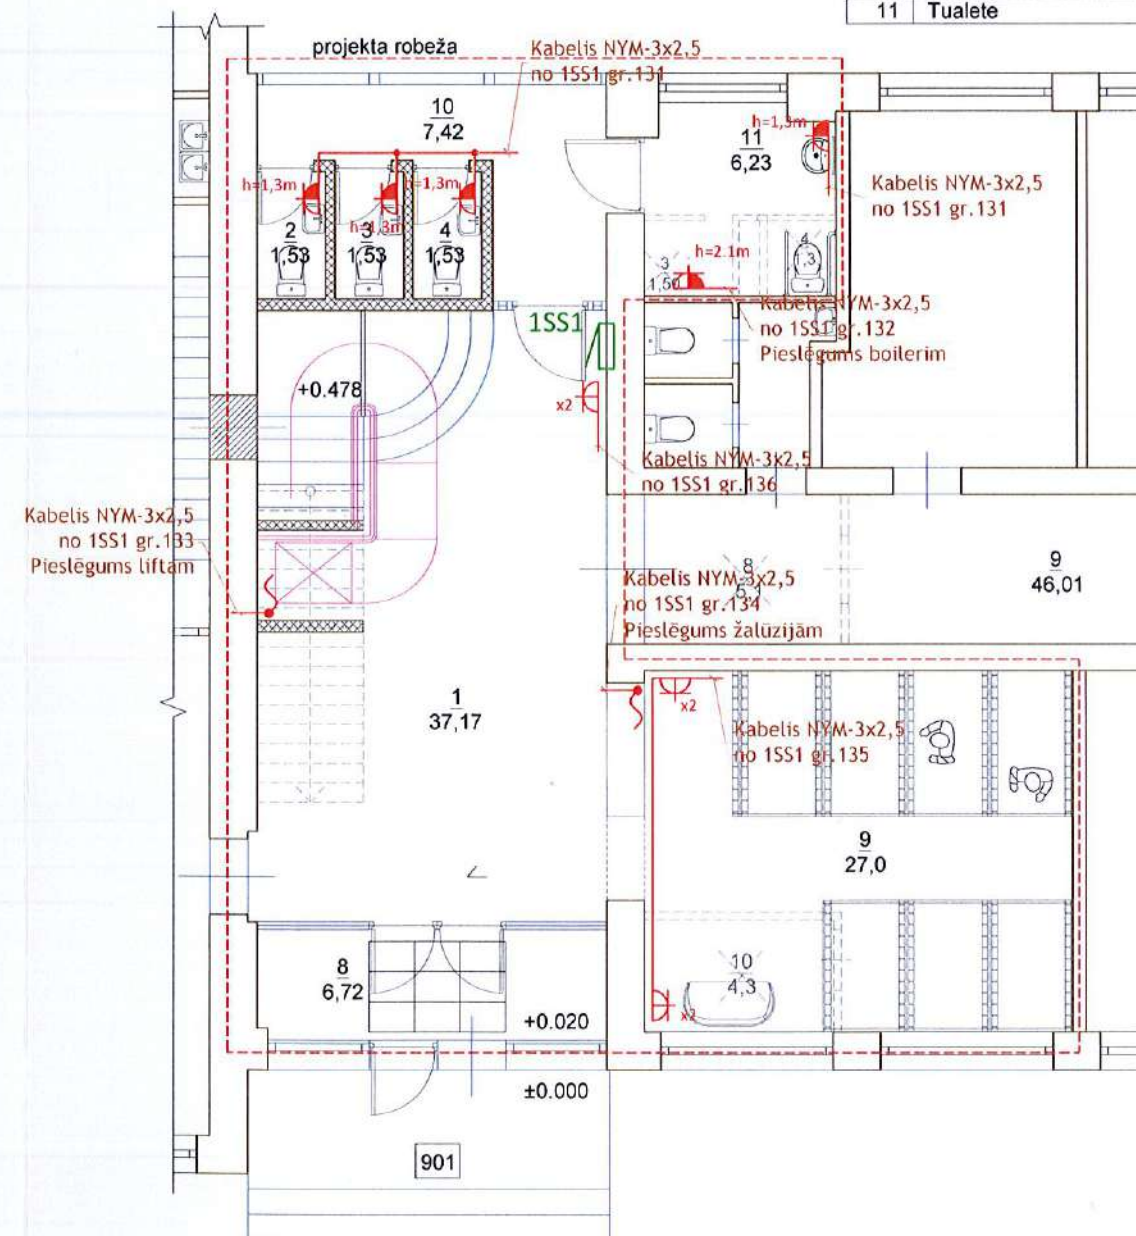 11 Tualete
projekta robeža
Kabelis NYM-3x2,5
no 1SS1 gr.131
10
7,42
h=1,3m
11
6,23
Kabelis NYM-3x2,5
no 1SS1 gr.131
h=1,3m
h=1,3m
h=1,3m
2
1,53
3
1,53
4
1,53
h=2.1m
3
1,50
4
1,3
Kabelis NYM-3x2,5
no 1SS1 gr.132
Pieslēgums boilerim
1SS1
+0.478
x2
Kabelis NYM-3x2,5
no 1SS1 gr.136
Kabelis NYM-3x2,5
no 1SS1 gr.133
Pieslēgums liftam
8
9
46,01
Kabelis NYM-3x2,5
no 1SS1 gr.134
Pieslēgums žalūzijām
1
37,17
x2
Kabelis NYM-3x2,5
no 1SS1 gr.135
9
27,0
8
6,72
10
4,3
x2
+0.020
±0.000
901